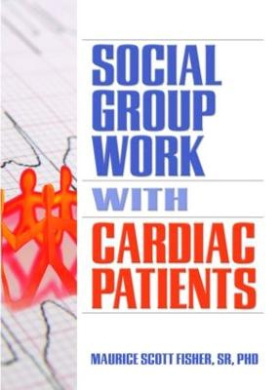 SOCIAL
GROUP
WORK
WITH
CARDIAC
PATIENTS
MAURICE SCOTT FISHER, SR, PHD